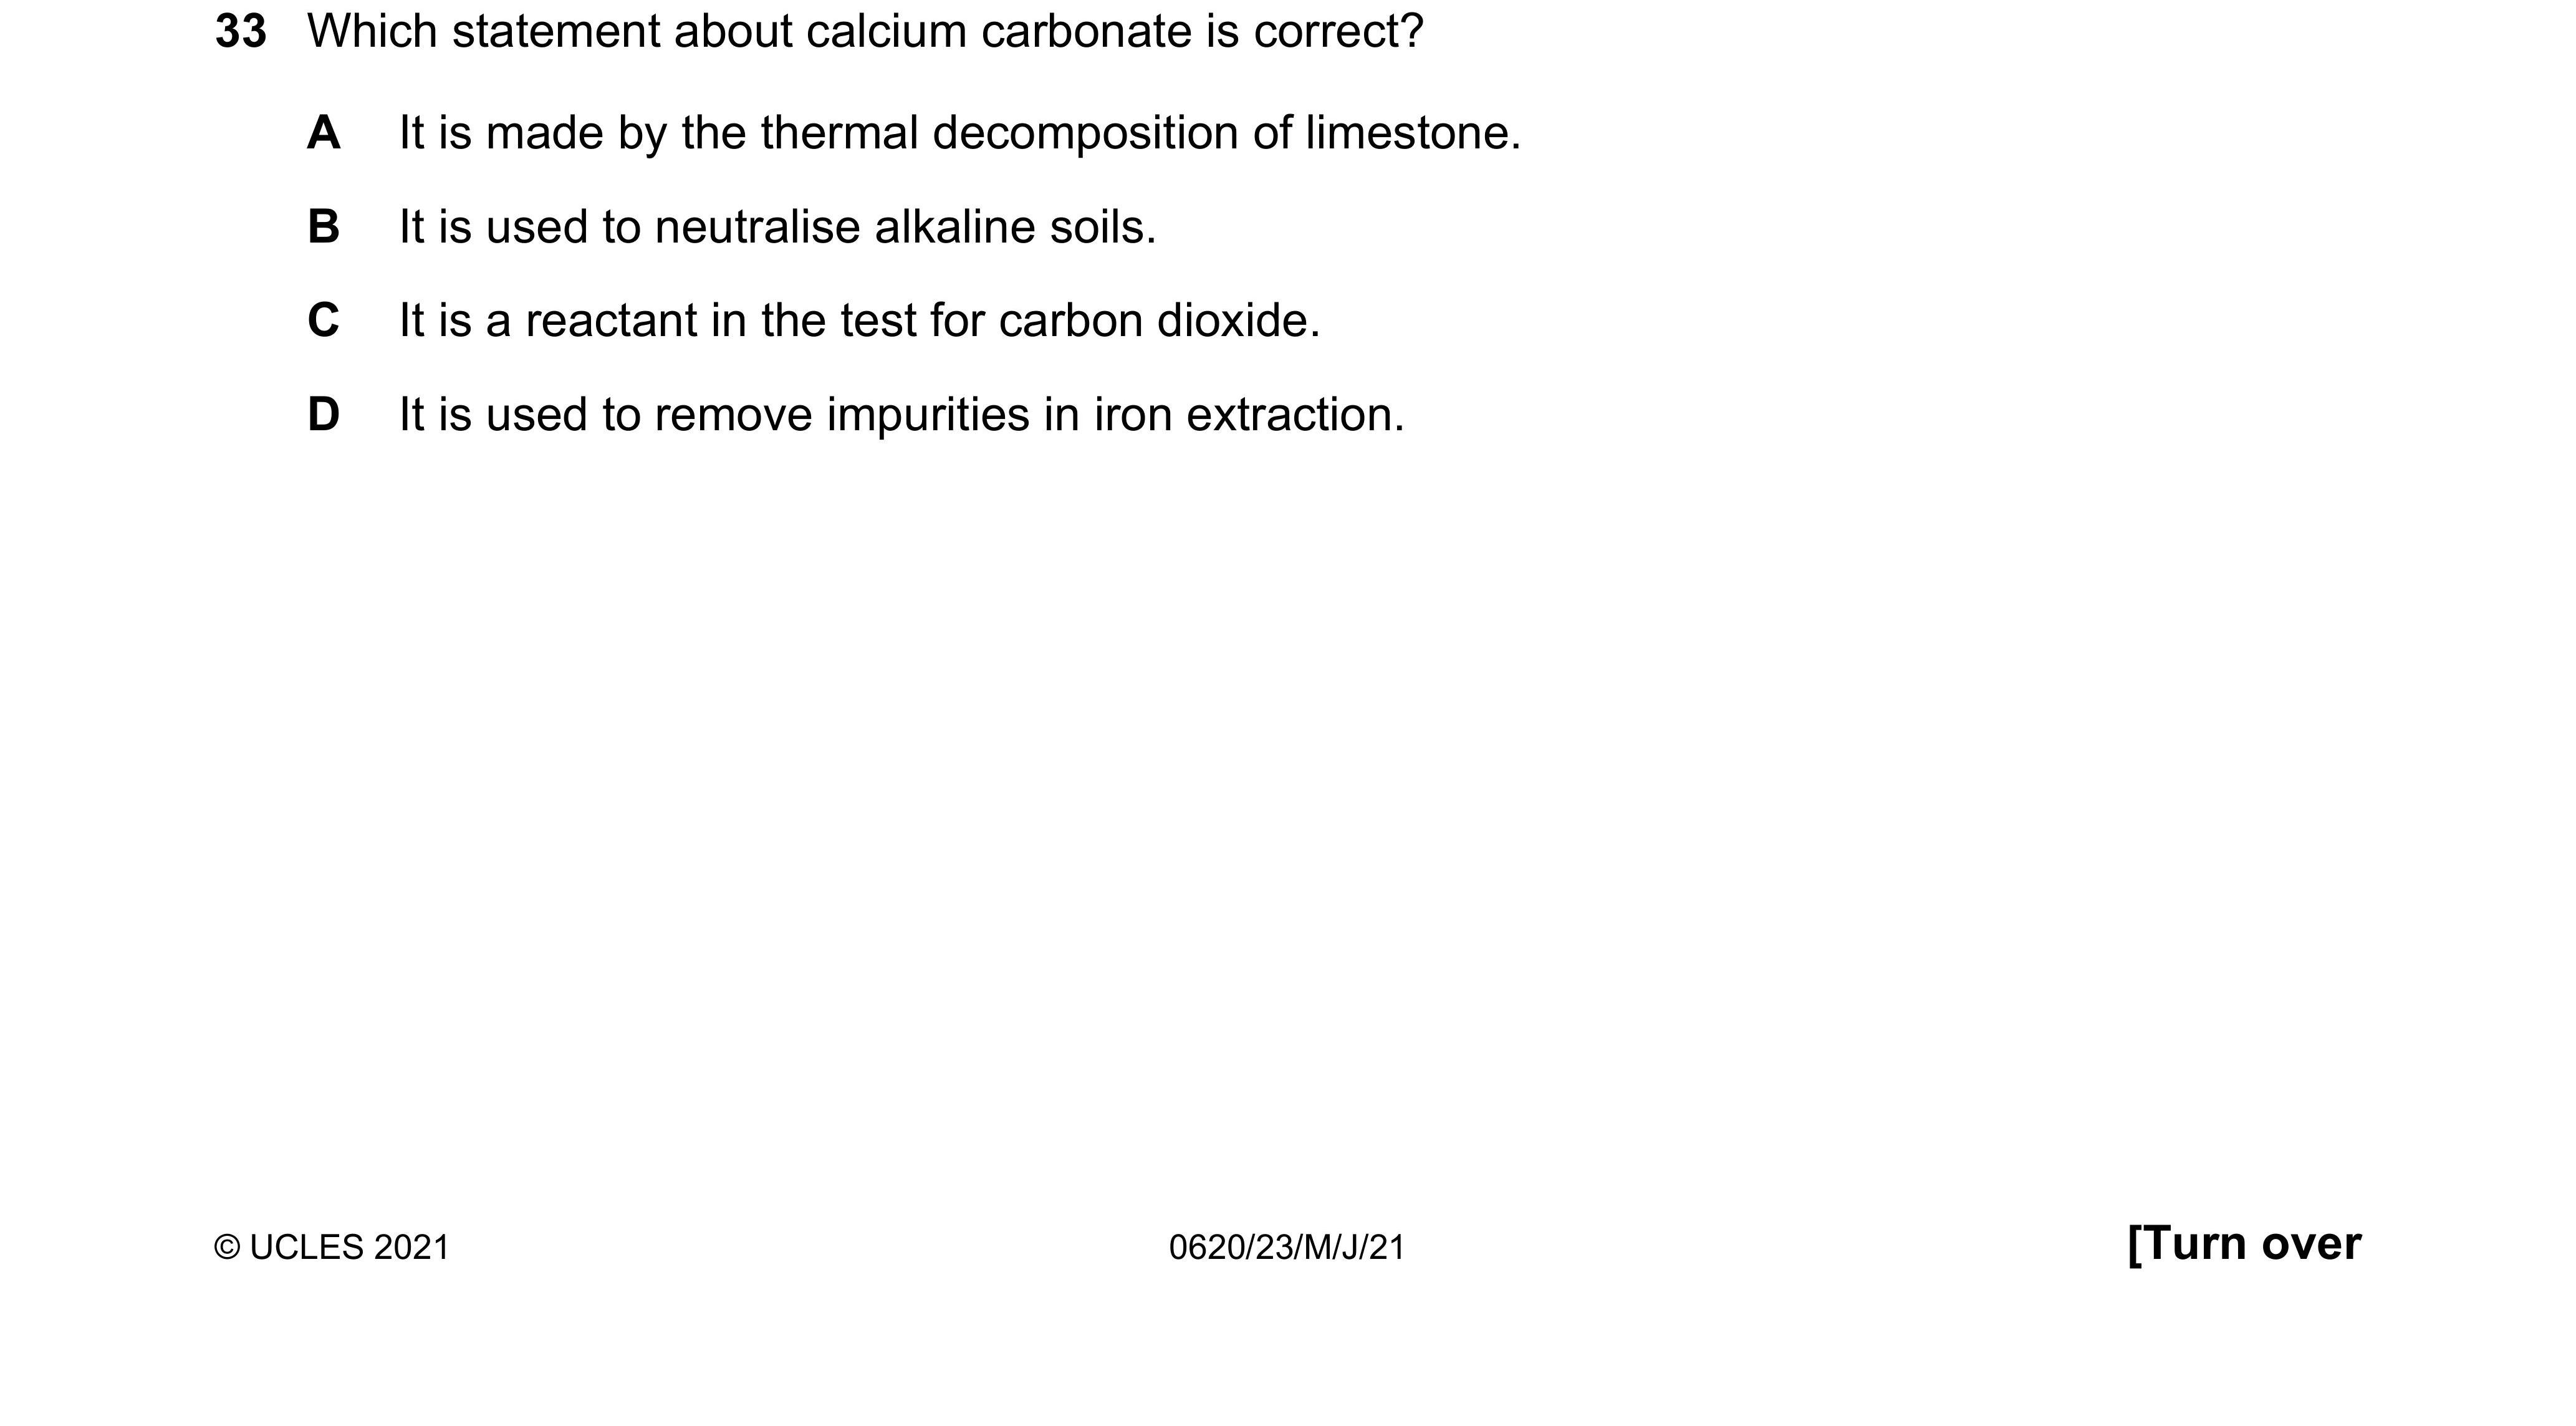 33 Which statement about calcium carbonate is correct?
A It is made by the thermal decomposition of limestone.
B It is used to neutralise alkaline soils.
C It is a reactant in the test for carbon dioxide.
D It is used to remove impurities in iron extraction.
© UCLES 2021 0620/23/M/J/21 [Turn over